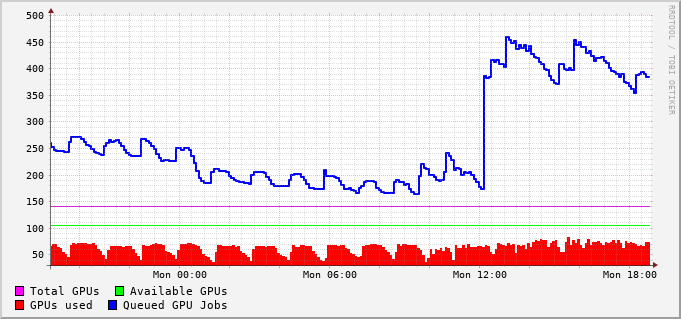 500
450
400
350
300
250
200
150
100
50
Mon 00:00 Mon 06:00 Mon 12:00 Mon 18:00
Total GPUs Available GPUs
GPUs used Queued GPU Jobs
RRDTOOL / TOBI OETIKER